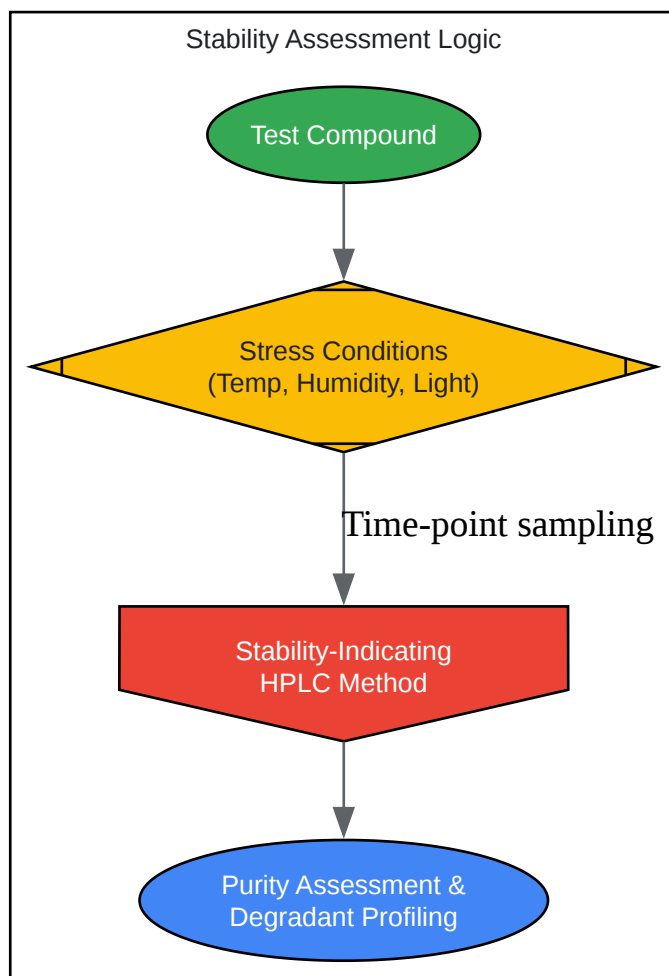 Stability Assessment Logic
Test Compound
Stress Conditions
(Temp, Humidity, Light)
Time-point sampling
Stability-Indicating
HPLC Method
Purity Assessment &
Degradant Profiling